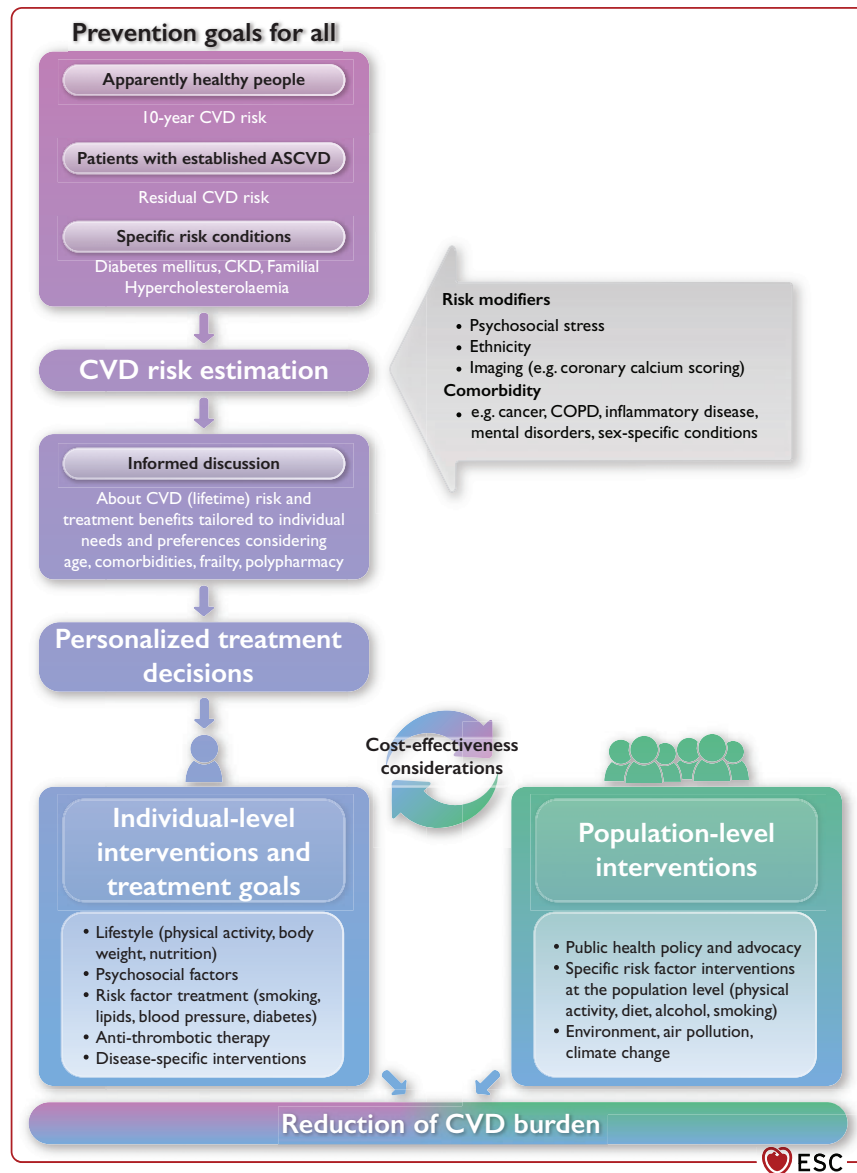 Prevention goals for all
Apparently healthy people
10-year CVD risk
Patients with established ASCVD
Residual CVD risk
Specific risk conditions
Diabetes mellitus, CKD, Familial
Hypercholesterolaemia
Risk modifiers
• Psychosocial stress
• Ethnicity
• Imaging (e.g. coronary calcium scoring)
Comorbidity
• e.g. cancer, COPD, inflammatory disease,
mental disorders, sex-specific conditions
CVD risk estimation
Informed discussion
About CVD (lifetime) risk and
treatment benefits tailored to individual
needs and preferences considering
age, comorbidities, frailty, polypharmacy
Personalized treatment
decisions
Cost-effectiveness
considerations
Individual-level
interventions and
treatment goals
• Lifestyle (physical activity, body
weight, nutrition)
• Psychosocial factors
• Risk factor treatment (smoking,
lipids, blood pressure, diabetes)
• Anti-thrombotic therapy
• Disease-specific interventions
Population-level
interventions
• Public health policy and advocacy
• Specific risk factor interventions
at the population level (physical
activity, diet, alcohol, smoking)
• Environment, air pollution,
climate change
Reduction of CVD burden
ESC